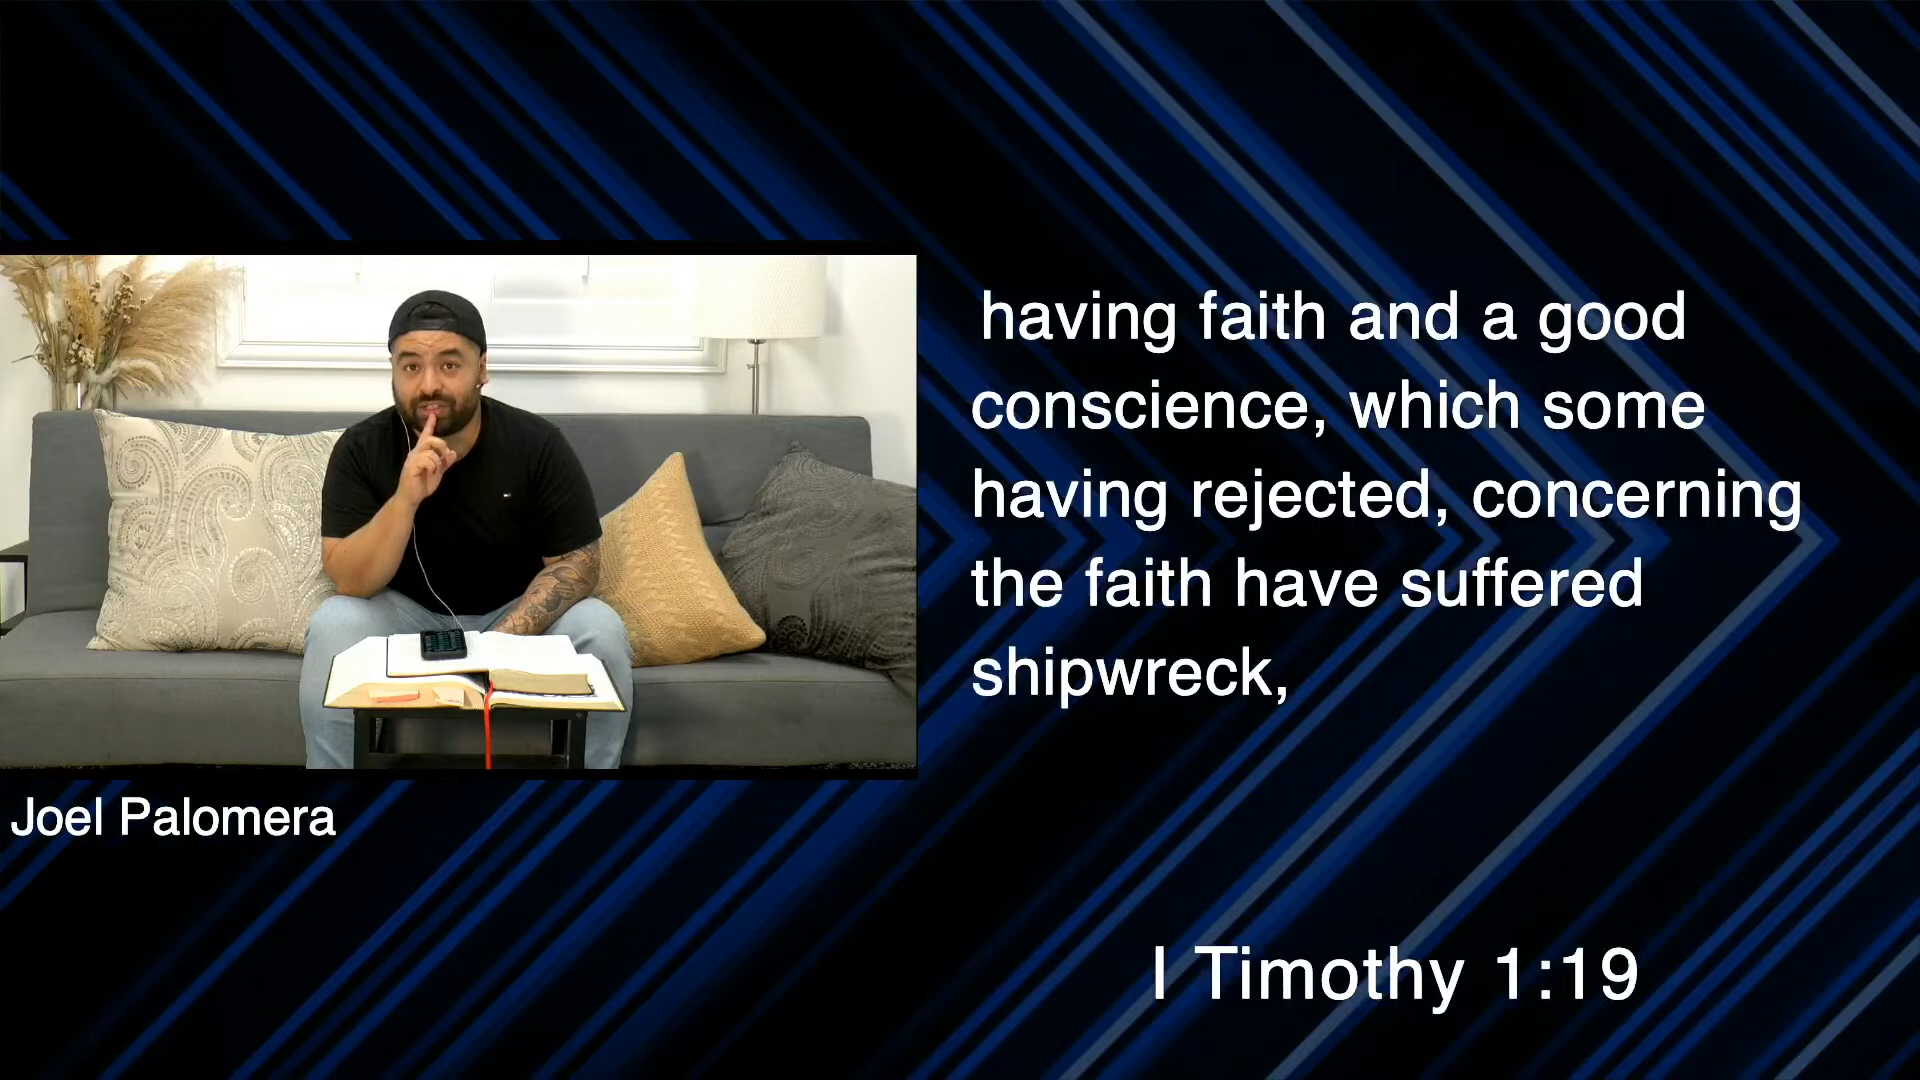 having faith and a good
conscience, which some
having rejected, concerning
the faith have suffered
shipwreck,
Joel Palomera
I Timothy 1:19